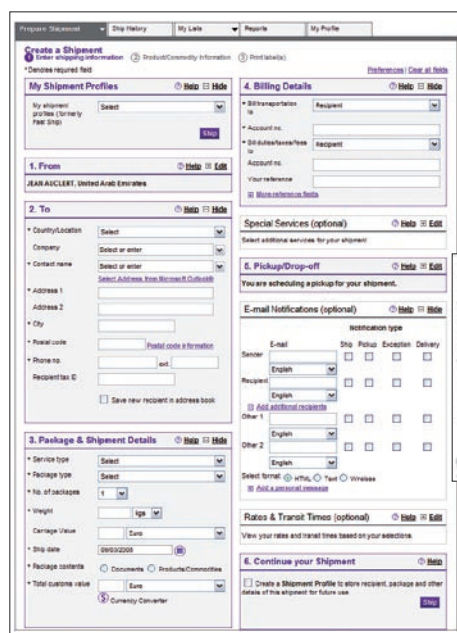 Prepare Shipment
Ship History
My Lists
Reports
My Profile
Create a Shipment
1 Enter shipping information 2 Product/Commodity Information 3 Print label(s)
*Denotes required field
Preferences | Clear all fields
My Shipment Profiles
Help Hide
My shipment profiles (formerly Fast Ship)
Select
Ship
1. From
Help Edit
JEAN AUCLERT, United Arab Emirates
2. To
Help Hide
* Country/Location Select
Company Select or enter
* Contact name Select or enter
Select Address from Microsoft Outlook®
* Address 1
Address 2
* City
* Postal code Postal code information
* Phone no. ext.
Recipient tax ID
Save new recipient in address book
3. Package & Shipment Details
Help Hide
* Service type Select
* Package type Select
* No. of packages 1
* Weight kgs
Carriage Value Euro
* Ship date
* Package contents Documents Products/Commodities
* Total customs value Euro
Currency Converter
4. Billing Details
Help Hide
* Bill transportation to Recipient
* Account no.
* Bill duties/taxes/fees to Recipient
Account no.
Your reference
More reference fields
Special Services (optional)
Help Edit
Select additional services for your shipment
5. Pickup/Drop-off
Help Edit
You are scheduling a pickup for your shipment.
E-mail Notifications (optional)
Help Hide
Notification type
E-mail Ship Pickup Exception Delivery
Sender
English
Recipient
English
Add additional recipients
Other 1
English
Other 2
English
Select format HTML Text Wireless
Add a personal message
Rates & Transit Times (optional)
Help Edit
View your rates and transit times based on your selections.
6. Continue your Shipment
Help
Create a Shipment Profile to store recipient, package and other details of this shipment for future use
Ship